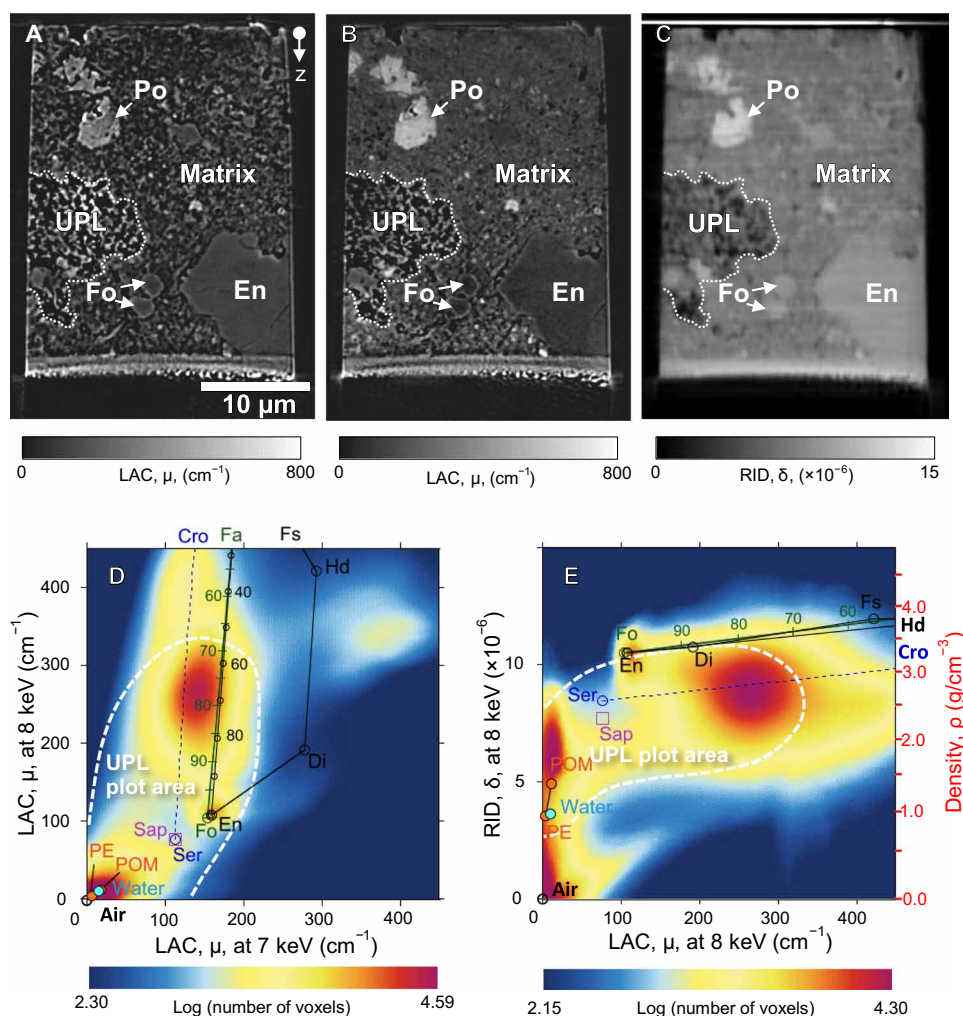 A
Z
Po
Matrix
UPL
Fo
En
10 μm
B
Po
Matrix
UPL
Fo
En
C
Po
Matrix
UPL
Fo
En
0 800
LAC, μ, (cm⁻¹)
0 800
LAC, μ, (cm⁻¹)
0 15
RID, δ, (×10⁻⁶)
Cro Fa Fs
D
Hd
400
60
40
300
70
60
200
80
80
90
100
0
UPL
plot area
Di
Sap
Ser
Fo
En
PE
POM
Water
Air
0 100 200 300 400
LAC, μ, at 8 keV (cm⁻¹)
LAC, μ, at 7 keV (cm⁻¹)
2.30 4.59
Log (number of voxels)
E
Fs
Hd
Cro
Fo
En
90
80
70
60
Di
Ser
Sap
UPL plot area
POM
Water
PE
Air
10
5
0
RID, δ, at 8 keV (×10⁻⁶)
4.0
3.0
2.0
1.0
0.0
Density, ρ (g/cm⁻³)
0 100 200 300 400
LAC, μ, at 8 keV (cm⁻¹)
2.15 4.30
Log (number of voxels)